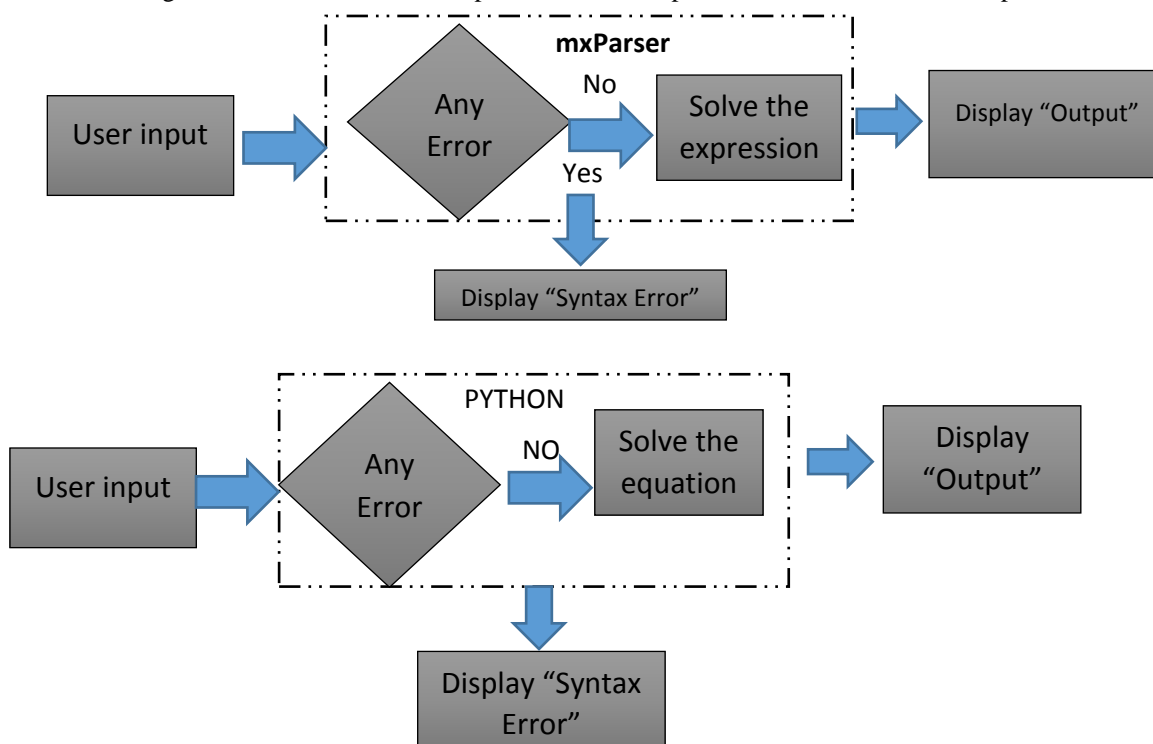 mxParser
No
User input
Any
Error
Solve the
expression
Display “Output”
Yes
Display “Syntax Error”
PYTHON
NO
User input
Any
Error
Solve the
equation
Display
“Output”
Display “Syntax
Error”